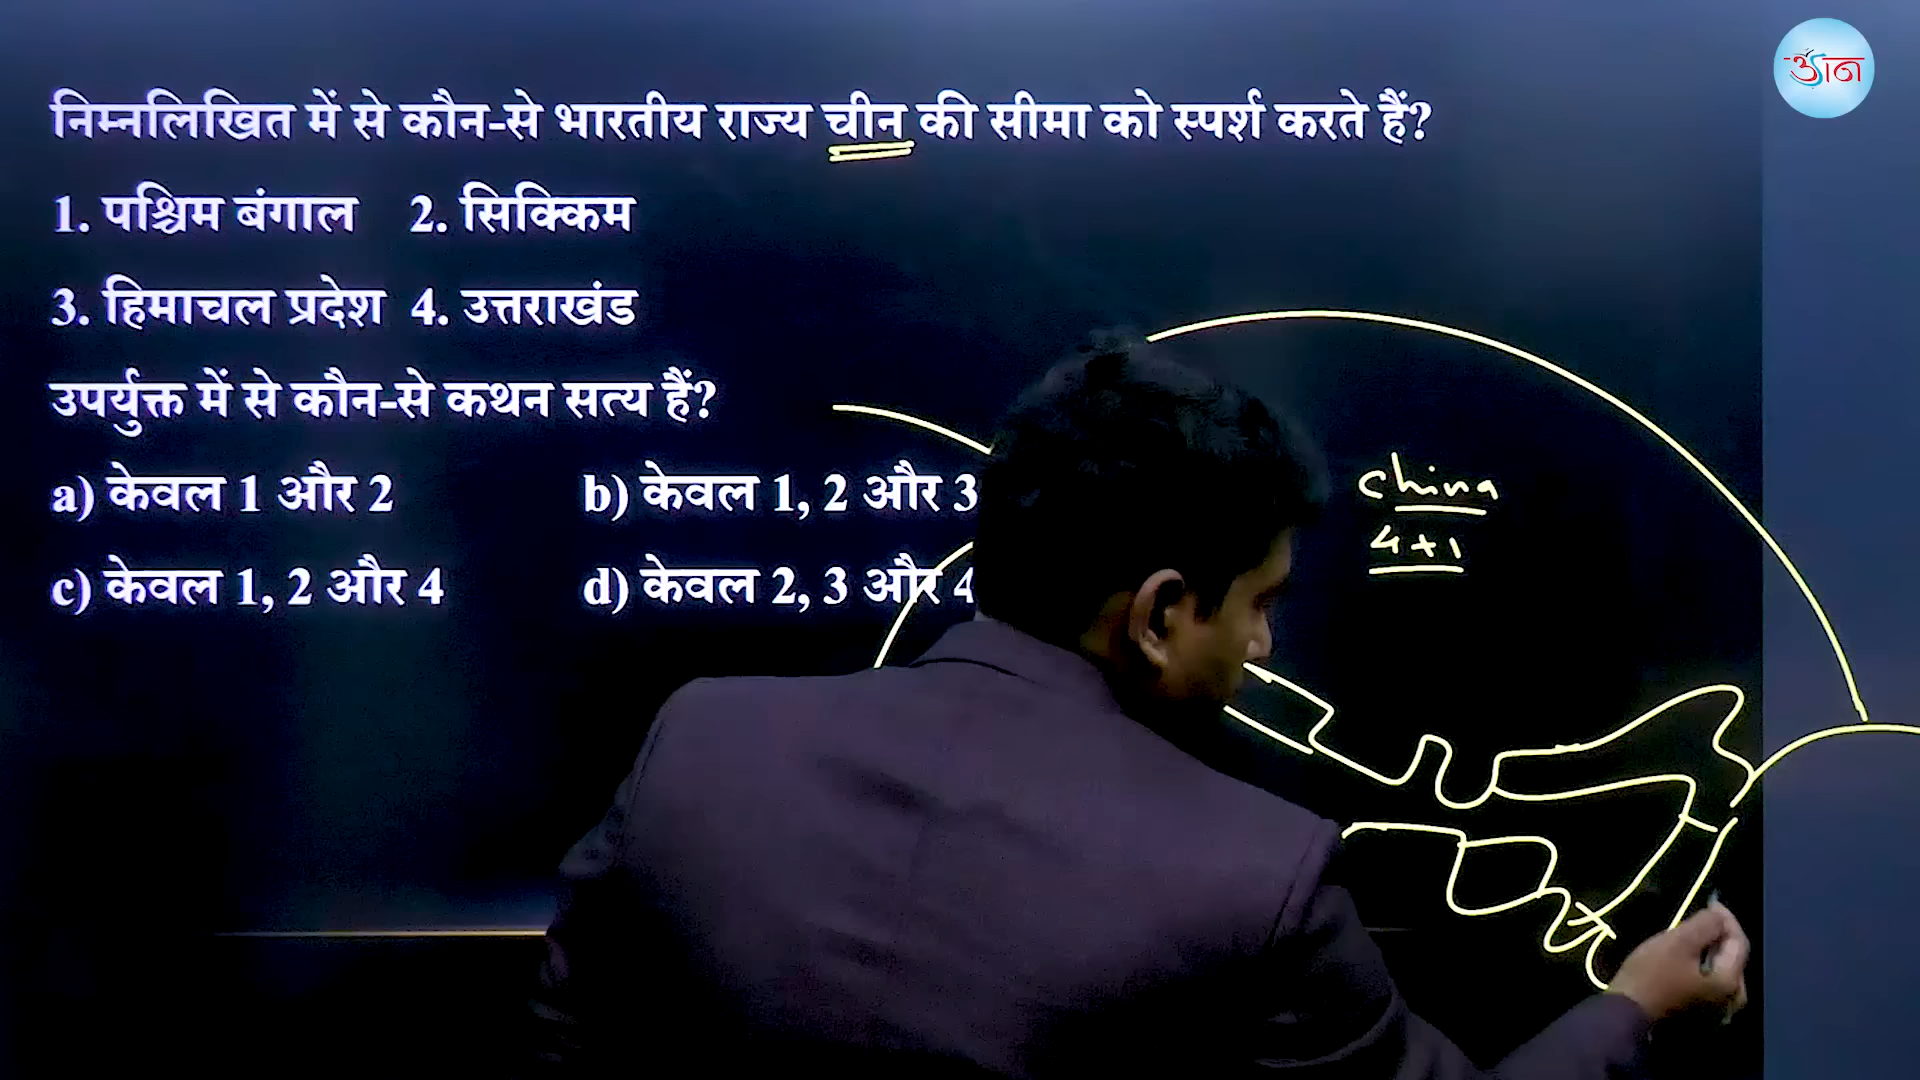 निम्नलिखित में से कौन-से भारतीय राज्य चीन की सीमा को स्पर्श करते हैं?
1. पश्चिम बंगाल 2. सिक्किम
3. हिमाचल प्रदेश 4. उत्तराखंड
उपर्युक्त में से कौन-से कथन सत्य हैं?
a) केवल 1 और 2 b) केवल 1, 2 और 3
c) केवल 1, 2 और 4 d) केवल 2, 3 और 4
china
4+1